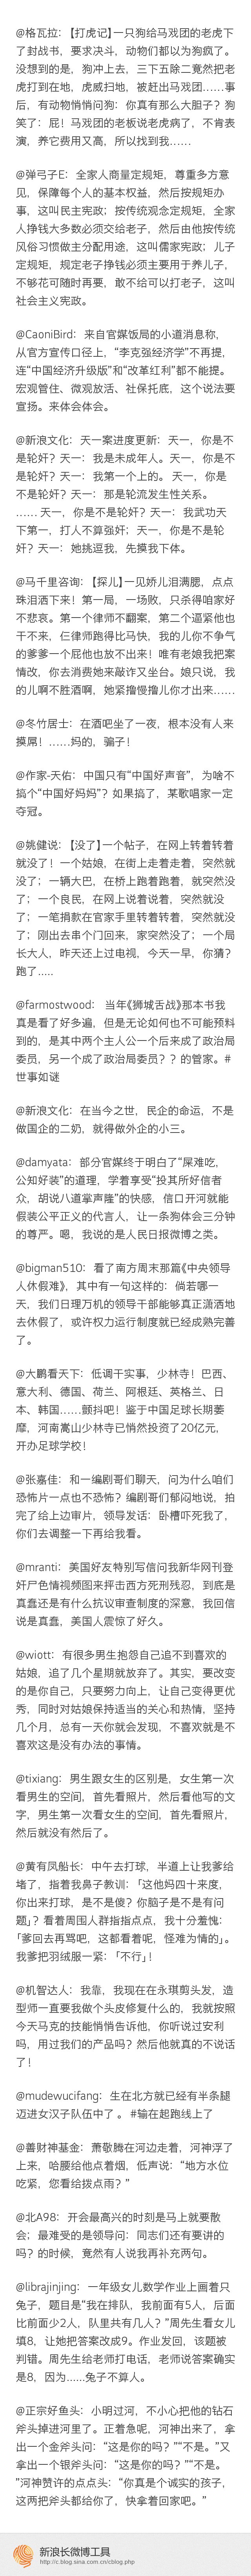 @格瓦拉：【打虎记】一只狗给马戏团的老虎下
了封战书，要求决斗，动物们都以为狗疯了。
没想到的是，狗冲上去，三下五除二竟然把老
虎打到在地，虎威扫地，被赶出马戏团……事
后，有动物悄悄问狗：你真有那么大胆子？狗
笑了：屁！马戏团的老板说老虎病了，不肯表
演，养它费用又高，所以找到我……
@弹弓子E：全家人商量定规矩，尊重多方意
见，保障每个人的基本权益，然后按规矩办
事，这叫民主宪政；按传统观念定规矩，全家
人挣钱大多数必须交给老子，然后由他按传统
风俗习惯做主分配用途，这叫儒家宪政；儿子
定规矩，规定老子挣钱必须主要用于养儿子，
不够花可随时再要，敢不给可以打老子，这叫
社会主义宪政。
@CaoniBird：来自官媒饭局的小道消息称，
从官方宣传口径上，“李克强经济学”不再提，
连“中国经济升级版”和“改革红利”都不能提。
宏观管住、微观放活、社保托底，这个说法要
宣扬。来体会体会。
@新浪文化：天一案进度更新：天一，你是不
是轮奸？天一：我是未成年人。天一，你是不
是轮奸？天一：我第一个上的。 天一，你是
不是轮奸？天一：那是轮流发生性关系。
…… 天一，你是不是轮奸？天一：我武功天
下第一，打人不算强奸；天一，你是不是轮
奸？天一：她挑逗我，先摸我下体。
@马千里咨询：【探儿】一见娇儿泪满腮，点点
珠泪洒下来！第一局，一场败，只杀得咱家好
不悲哀。第一个律师不翻案，第二个逼紧他也
干不来，仨律师跑得比马快，我的儿你不争气
的爹爹一个屁他也放不出来！唯有老娘我把案
情改，你去消费她来敲诈又坐台。娘只说，我
的儿啊不胜酒啊，她紧撸慢撸儿你才出来……
@冬竹居士：在酒吧坐了一夜，根本没有人来
摸屌！……妈的，骗子！
@作家-天佑：中国只有“中国好声音”，为啥不
搞个“中国好妈妈”？如果搞了，某歌唱家一定
夺冠。
@姚健说：【没了】一个帖子，在网上转着转着
就没了！一个姑娘，在街上走着走着，突然就
没了；一辆大巴，在桥上跑着跑着，就突然没
了；一个良民，在网上说着说着，突然就没
了；一笔捐款在官家手里转着转着，突然就没
了；刚出去串个门回来，家突然没了；一个局
长大人，昨天还上过电视，今天一早，你猜？
跑了.....
@farmostwood： 当年《狮城舌战》那本书我
真是看了好多遍，但是无论如何也不可能预料
到的，是其中两个主人公一个后来成了政治局
委员，另一个成了政治局委员？？的管家。#
世事如谜
@新浪文化：在当今之世，民企的命运，不是
做国企的二奶，就得做外企的小三。
@damyata：部分官媒终于明白了“屎难吃，
公知好装”的道理，学着享受“投其所好信者
众，胡说八道掌声隆”的快感，信口开河就能
假装公平正义的代言人，让一条狗体会三分钟
的尊严。嗯，我说的是人民日报微博之类。
@bigman510：看了南方周末那篇《中央领导
人休假难》，其中有一句这样的：倘若哪一
天，我们日理万机的领导干部能够真正潇洒地
去休假了，或许权力运行制度就已经成熟完善
了。
@大鹏看天下：低调干实事，少林寺！巴西、
意大利、德国、荷兰、阿根廷、英格兰、日
本、韩国……颤抖吧！鉴于中国足球长期萎
靡，河南嵩山少林寺已悄然投资了20亿元，
开办足球学校！
@张嘉佳：和一编剧哥们聊天，问为什么咱们
恐怖片一点也不恐怖？编剧哥们郁闷地说，拍
完了给上边审片，领导发话：卧槽吓死我了，
你们去调整一下再给我看。
@mranti：美国好友特别写信问我新华网刊登
奸尸色情视频图来抨击西方死刑残忍，到底是
真蠢还是有什么抗议审查制度的深意，我回信
说是真蠢，美国人震惊了好久。
@wiott：有很多男生抱怨自己追不到喜欢的
姑娘，追了几个星期就放弃了。其实，要改变
的是你自己，只要努力向上，让自己变得更优
秀，同时对姑娘保持适当的关心和热情，坚持
几个月，总有一天你就会发现，不喜欢就是不
喜欢这是没有办法的事情。
@tixiang：男生跟女生的区别是，女生第一次
看男生的空间，首先看照片，然后看他写的文
字，男生第一次看女生的空间，首先看照片，
然后就没有然后了。
@黄有凤船长：中午去打球，半道上让我爹给
堵了，指着我鼻子教训：「这他妈四十来度，
你出来打球，是不是傻？你脑子是不是有问
题」？看着周围人群指指点点，我十分羞愧：
「爹回去再骂吧，这都看着呢，怪难为情的」。
我爹把羽绒服一紧：「不行」！
@机智达人：我靠，我现在在永琪剪头发，造
型师一直要我做个头皮修复什么的，我就按照
今天马克的技能悄悄告诉他，你听说过安利
吗，用过我们的产品吗？然后他就真的不说话
了！
@mudewucifang：生在北方就已经有半条腿
迈进女汉子队伍中了 。 #输在起跑线上了
@善财神基金：萧敬腾在河边走着，河神浮了
上来，哈腰给他点着烟，低声说：“地方水位
吃紧，您看给拨点雨？”
@北A98：开会最高兴的时刻是马上就要散
会；最难受的是领导问：同志们还有要讲的
吗？的时候，竟然有人说我再补充两句。
@librajinjing：一年级女儿数学作业上画着只
兔子，题目是“我在排队，我前面有5人，后面
比前面少2人，队里共有几人？”周先生看女儿
填8，让她把答案改成9。作业发回，该题被
判错。周先生给老师打电话，老师说答案确实
是8，因为......兔子不算人。
@正宗好鱼头：小明过河，不小心把他的钻石
斧头掉进河里了。正着急呢，河神出来了，拿
出一个金斧头问：“这是你的吗？”“不是。”又
拿出一个银斧头问：“这是你的吗？”“不是。
”河神赞许的点点头：“你真是个诚实的孩子，
这两把斧头都给你了，快拿着回家吧。”
新浪长微博工具
http://c.blog.sina.com.cn/cblog.php